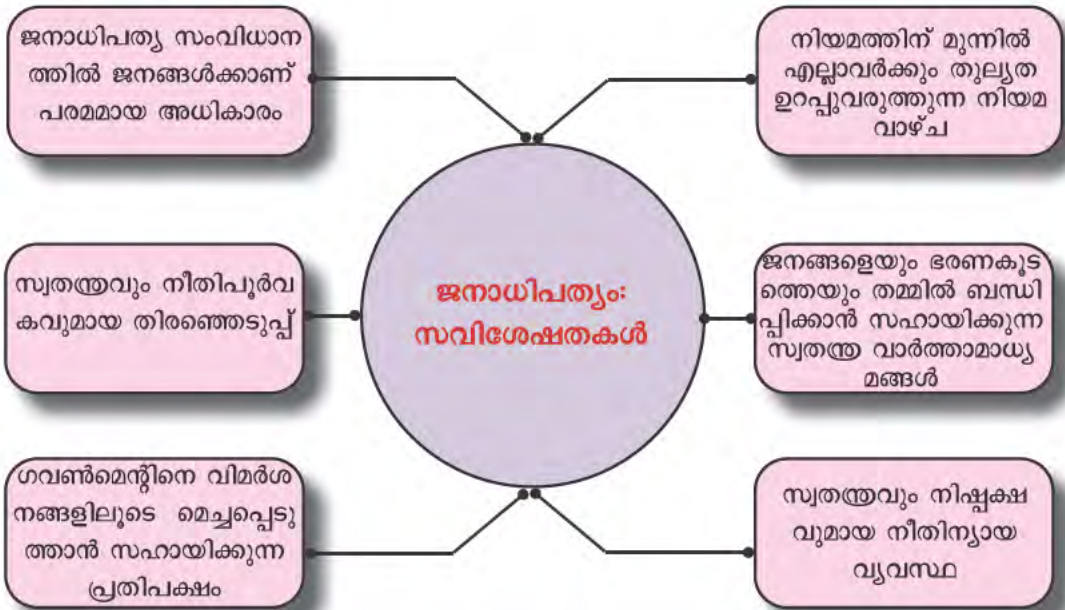 ജനാധിപത്യ സംവിധാന
ത്തിൽ ജനങ്ങൾക്കാണ്
പരമമായ അധികാരം
നിയമത്തിന് മുന്നിൽ
എല്ലാവർക്കും തുല്യത
ഉറപ്പുവരുത്തുന്ന നിയമ
വാഴ്ച
സ്വതന്ത്രവും നീതിപൂർവ
കവുമായ തിരഞ്ഞെടുപ്പ്
ജനാധിപത്യം:
സവിശേഷതകൾ
ജനങ്ങളെയും ഭരണകൂട
ത്തെയും തമ്മിൽ ബന്ധി
പ്പിക്കാൻ സഹായിക്കുന്ന
സ്വതന്ത്ര വാർത്താമാധ്യ
മങ്ങൾ
ഗവൺമെന്റിനെ വിമർശ
നങ്ങളിലൂടെ മെച്ചപ്പെടു
ത്താൻ സഹായിക്കുന്ന
പ്രതിപക്ഷം
സ്വതന്ത്രവും നിഷ്പക്ഷ
വുമായ നീതിന്യായ
വ്യവസ്ഥ